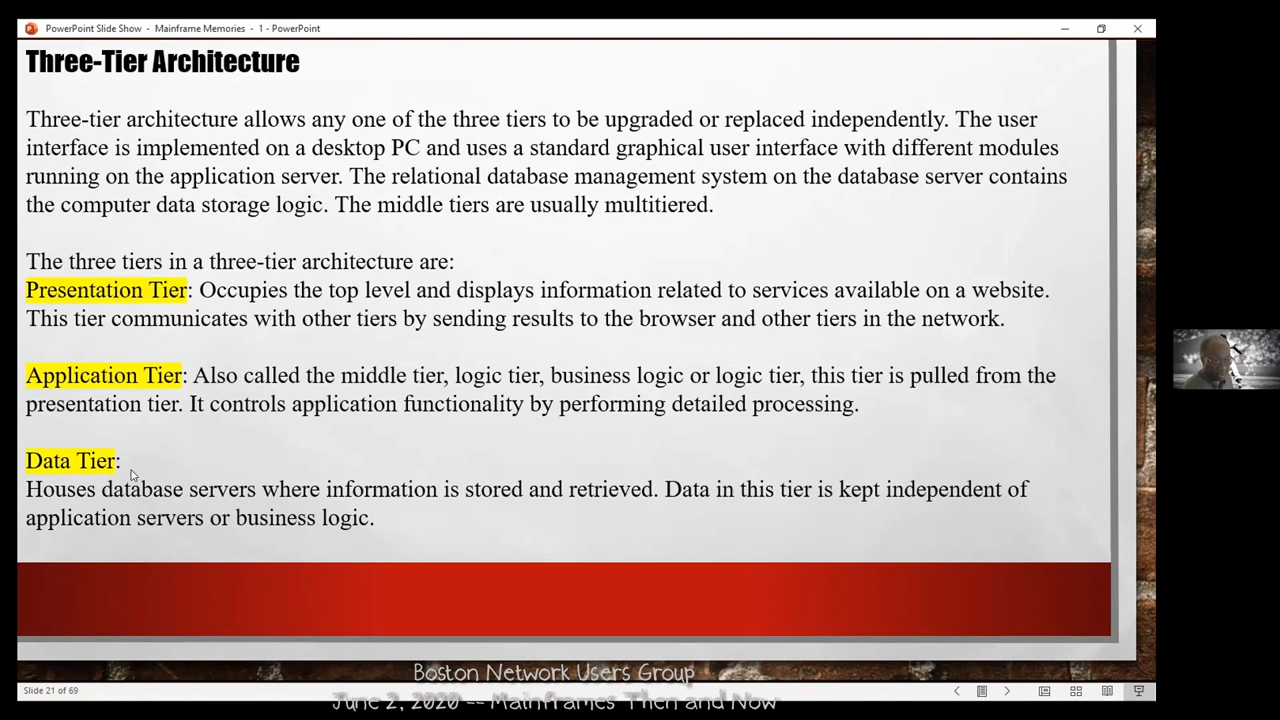 PowerPoint Slide Show - Mainframe Memories - 1 - PowerPoint
Three-Tier Architecture
Three-tier architecture allows any one of the three tiers to be upgraded or replaced independently. The user
interface is implemented on a desktop PC and uses a standard graphical user interface with different modules
running on the application server. The relational database management system on the database server contains
the computer data storage logic. The middle tiers are usually multitiered.
The three tiers in a three-tier architecture are:
Presentation Tier: Occupies the top level and displays information related to services available on a website.
This tier communicates with other tiers by sending results to the browser and other tiers in the network.
Application Tier: Also called the middle tier, logic tier, business logic or logic tier, this tier is pulled from the
presentation tier. It controls application functionality by performing detailed processing.
Data Tier:
Houses database servers where information is stored and retrieved. Data in this tier is kept independent of
application servers or business logic.
Boston Network Users Group
Slide 21 of 69
June 2, 2020 -- Mainframes Then and Now